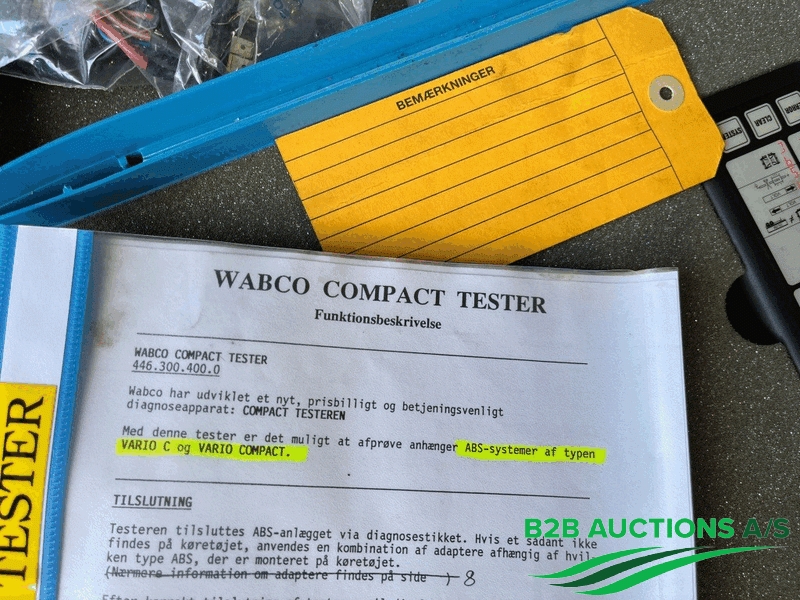 BEMÆRKNINGER
CLEAR
SYSTEM
WABCO COMPACT TESTER
Funktionsbeskrivelse
WABCO COMPACT TESTER
446.300.400.0
Wabco har udviklet et nyt, prisbilligt og betjeningsvenligt
diagnoseapparat: COMPACT TESTEREN
Med denne tester er det muligt at afprøve anhænger ABS-systemer af typen
VARIO C og VARIO COMPACT.
TESTER
TILSLUTNING
Testeren tilsluttes ABS-anlægget via diagnosestikket. Hvis et sådant ikke
findes på køretøjet, anvendes en kombination af adaptere afhængig af hvil-
ken type ABS, der er monteret på køretøjet.
(Nærmere information om adaptere findes på side ) 8
B2B AUCTIONS A/S